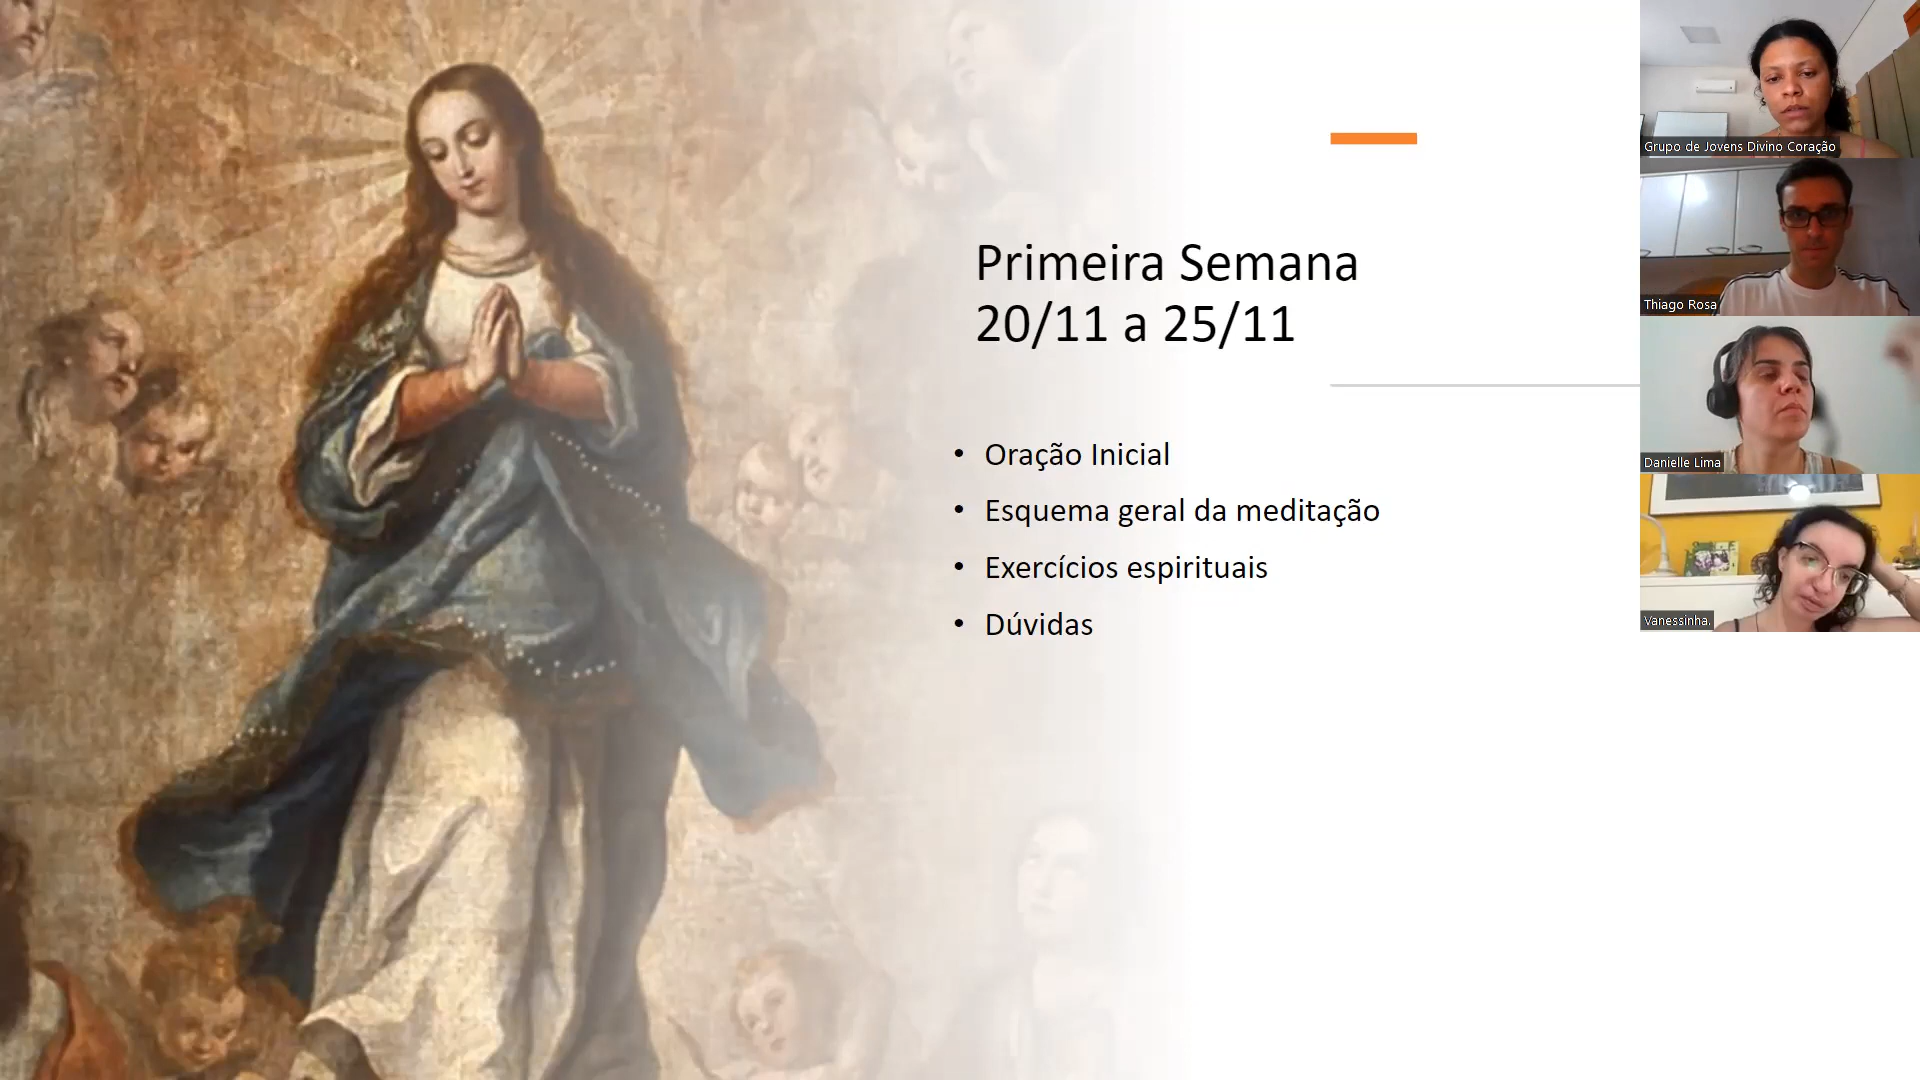 Primeira Semana
20/11 a 25/11
• Oração Inicial
• Esquema geral da meditação
• Exercícios espirituais
• Dúvidas
Grupo de Jovens Divino Coração
Thiago Rosa
Danielle Lima
Vanessinha.